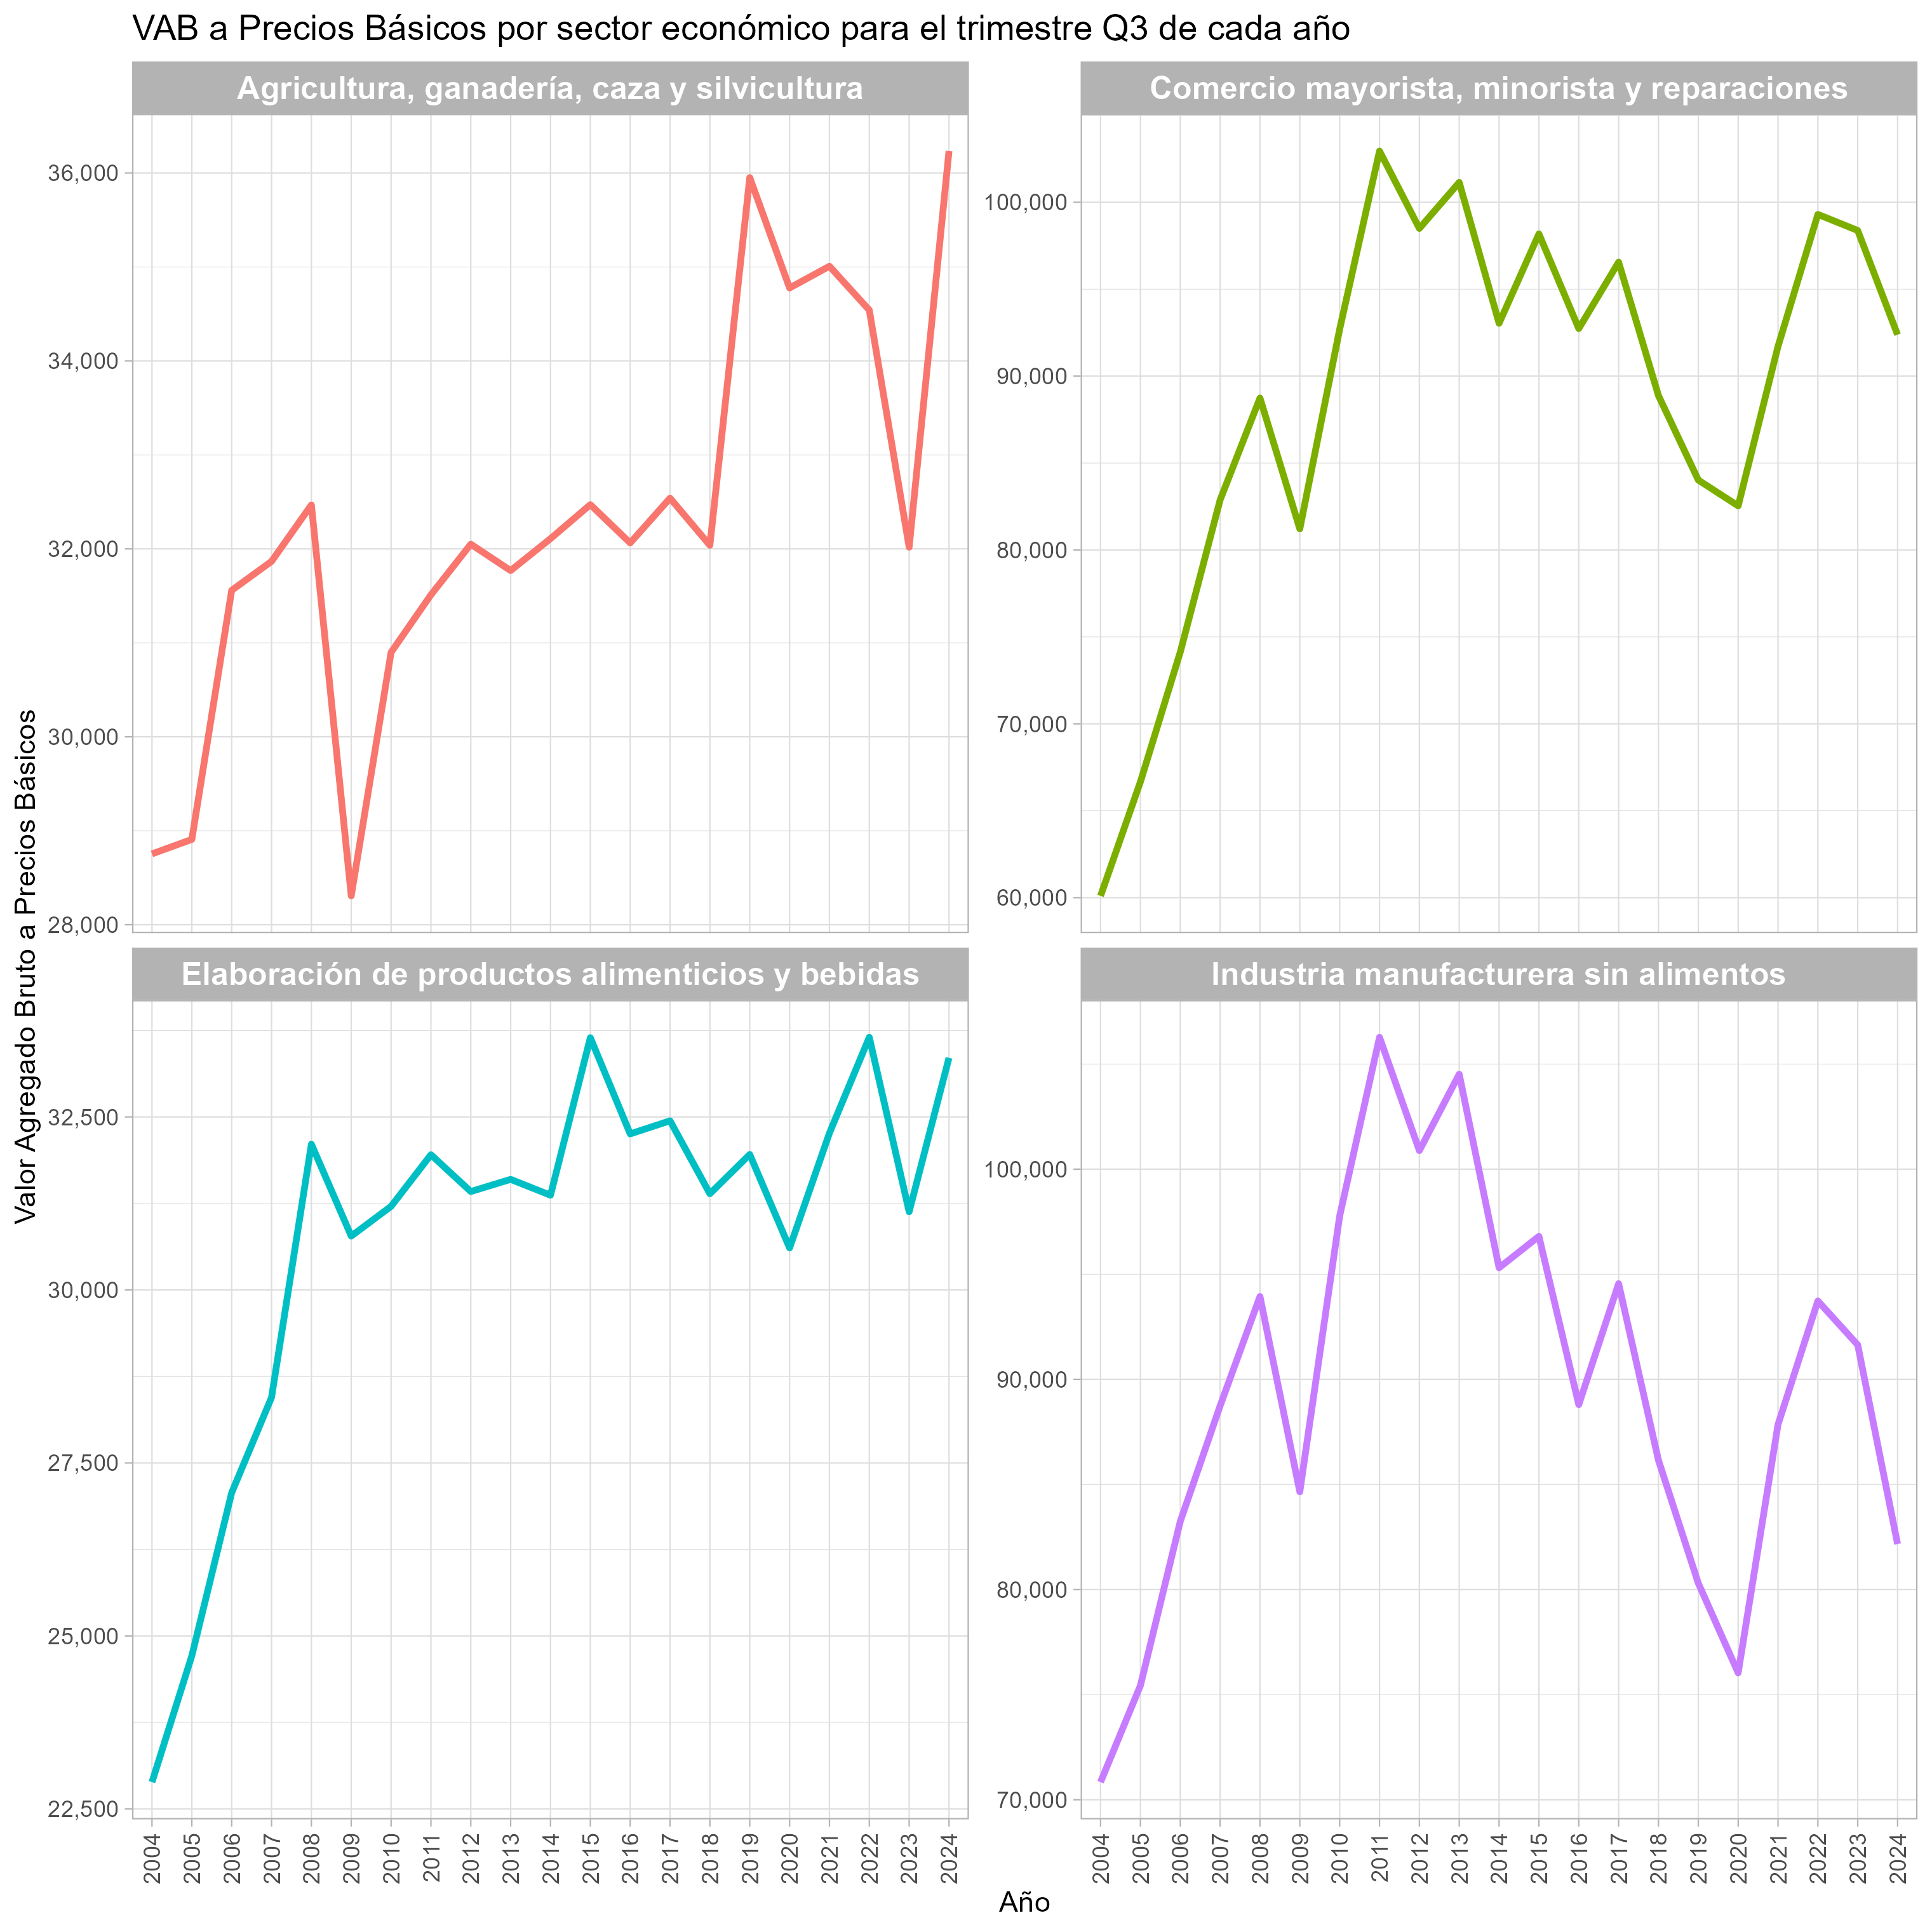 VAB a Precios Básicos por sector económico para el trimestre Q3 de cada año
Agricultura, ganadería, caza y silvicultura
36,000
34,000
32,000
30,000
28,000
Comercio mayorista, minorista y reparaciones
100,000
90,000
80,000
70,000
60,000
Valor Agregado Bruto a Precios Básicos
Elaboración de productos alimenticios y bebidas
32,500
30,000
27,500
25,000
22,500
2004 2005 2006 2007 2008 2009 2010 2011 2012 2013 2014 2015 2016 2017 2018 2019 2020 2021 2022 2023 2024
Industria manufacturera sin alimentos
100,000
90,000
80,000
70,000
2004 2005 2006 2007 2008 2009 2010 2011 2012 2013 2014 2015 2016 2017 2018 2019 2020 2021 2022 2023 2024
Año